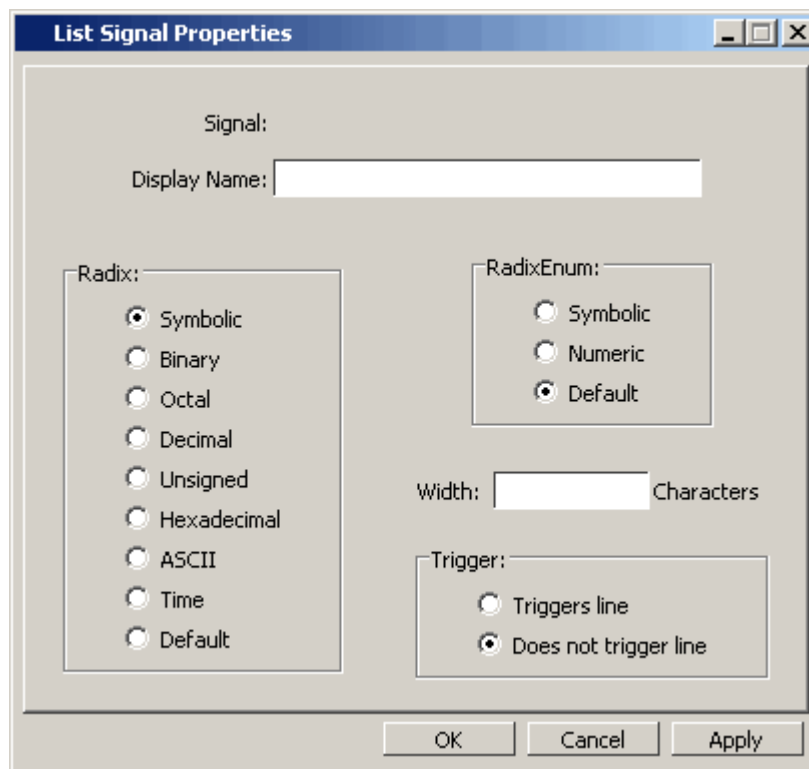 List Signal Properties
Signal:
Display Name:
Radix:
Symbolic
Binary
Octal
Decimal
Unsigned
Hexadecimal
ASCII
Time
Default
RadixEnum:
Symbolic
Numeric
Default
Width: Characters
Trigger:
Triggers line
Does not trigger line
OK Cancel Apply